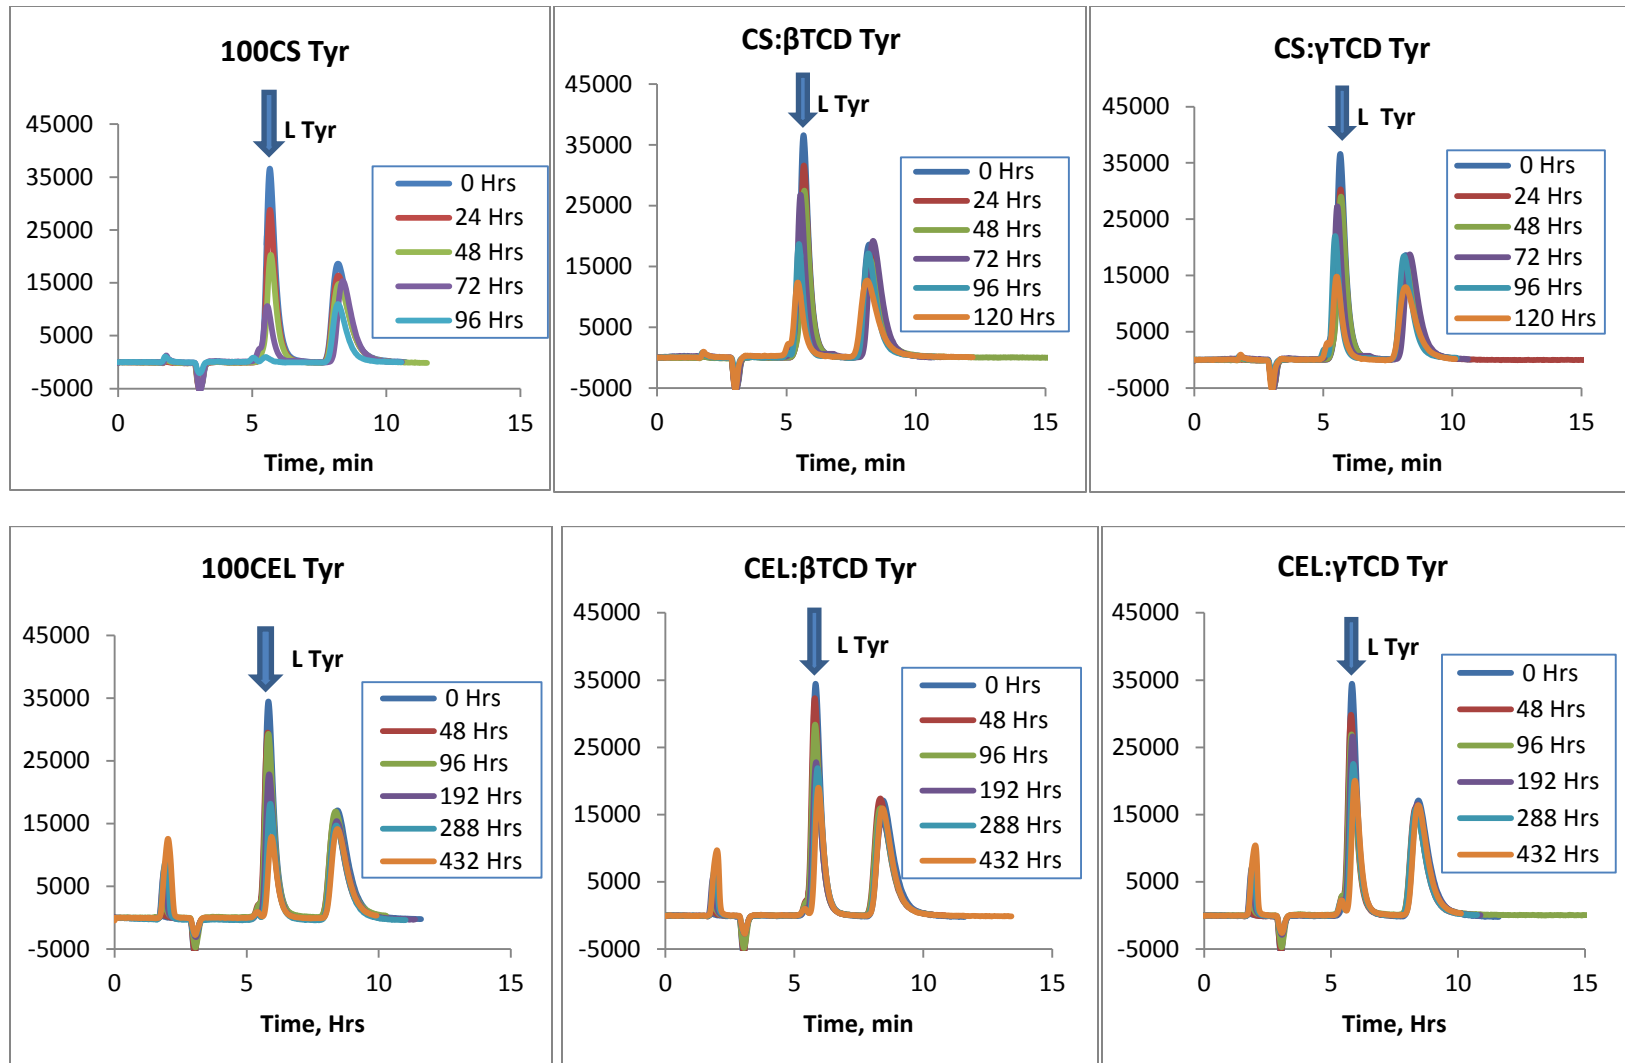 100CS Tyr
L Tyr
45000
35000
25000
15000
5000
-5000
0 Hrs
24 Hrs
48 Hrs
72 Hrs
96 Hrs
0 5 10 15
Time, min
CS:βTCD Tyr
L Tyr
45000
35000
25000
15000
5000
-5000
0 Hrs
24 Hrs
48 Hrs
72 Hrs
96 Hrs
120 Hrs
0 5 10 15
Time, min
CS:γTCD Tyr
L Tyr
45000
35000
25000
15000
5000
-5000
0 Hrs
24 Hrs
48 Hrs
72 Hrs
96 Hrs
120 Hrs
0 5 10 15
Time, min
100CEL Tyr
L Tyr
45000
35000
25000
15000
5000
-5000
0 Hrs
48 Hrs
96 Hrs
192 Hrs
288 Hrs
432 Hrs
0 5 10 15
Time, Hrs
CEL:βTCD Tyr
L Tyr
45000
35000
25000
15000
5000
-5000
0 Hrs
48 Hrs
96 Hrs
192 Hrs
288 Hrs
432 Hrs
0 5 10 15
Time, min
CEL:γTCD Tyr
L Tyr
45000
35000
25000
15000
5000
-5000
0 Hrs
48 Hrs
96 Hrs
192 Hrs
288 Hrs
432 Hrs
0 5 10 15
Time, Hrs